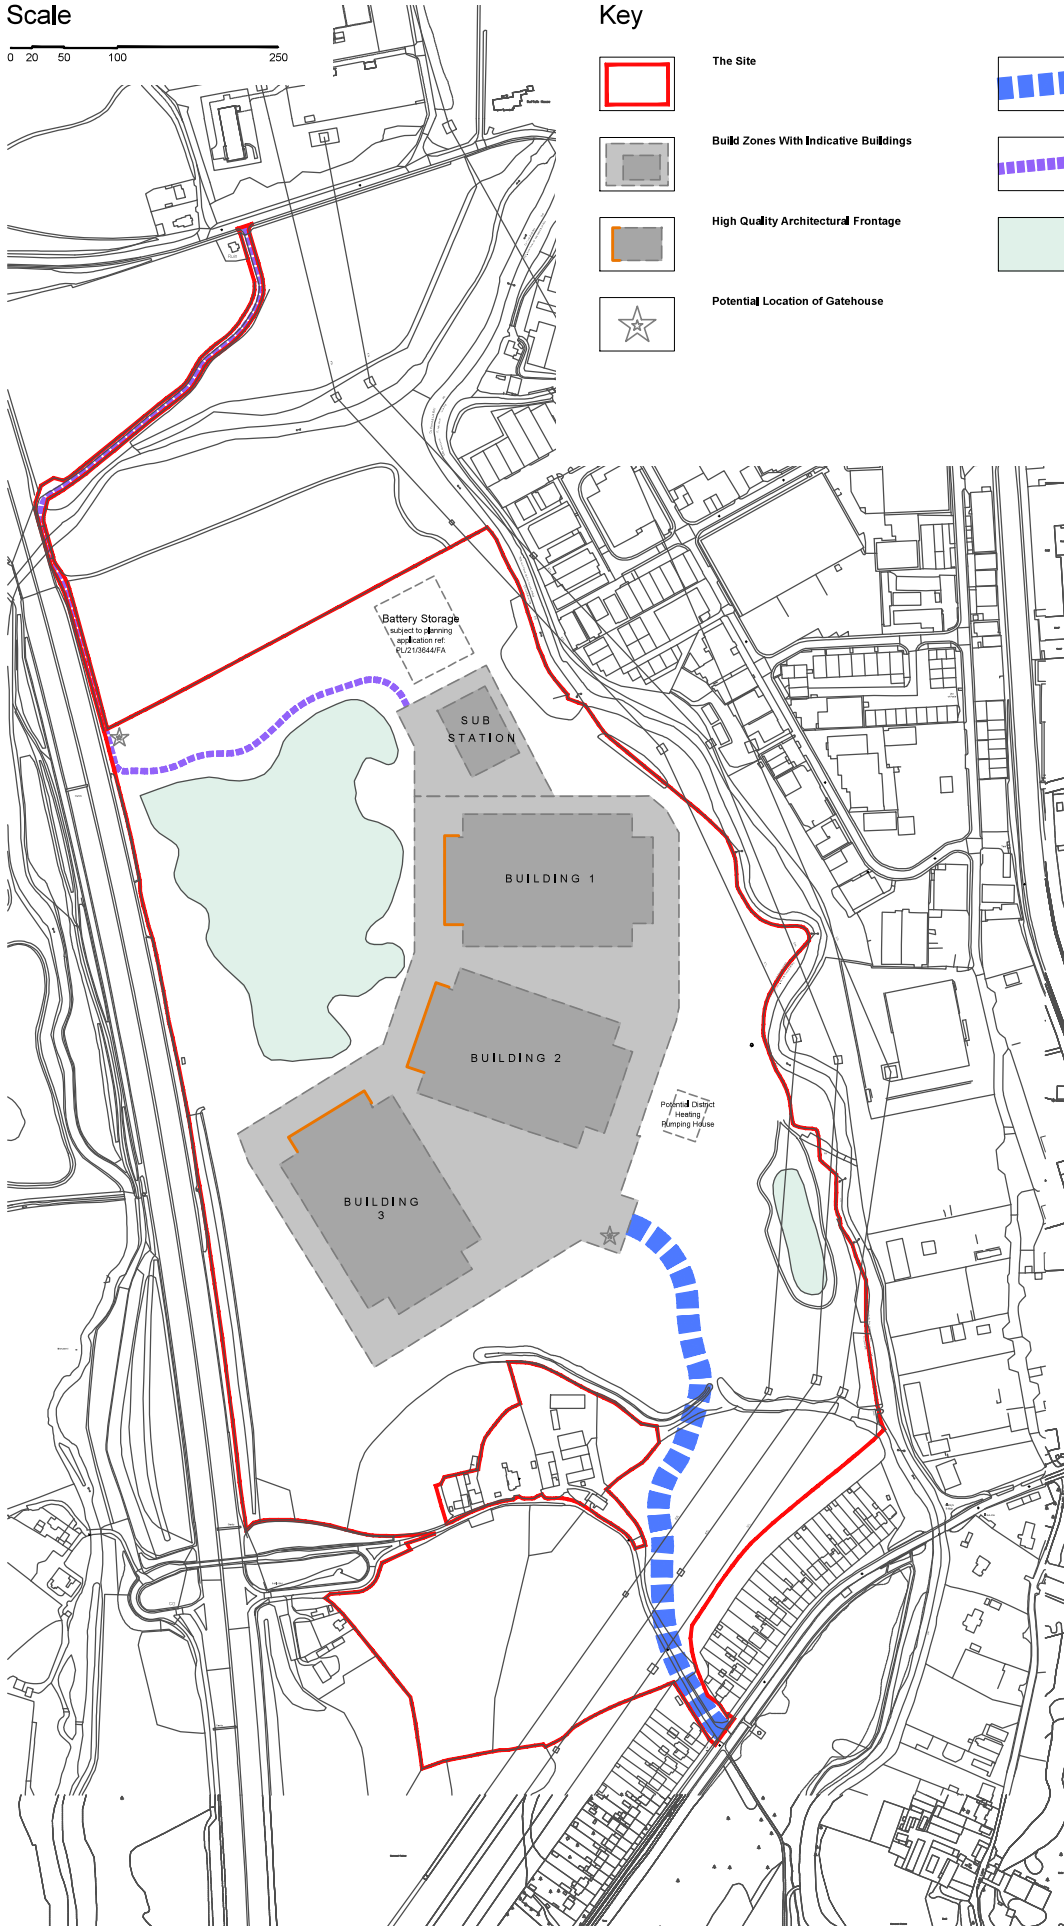 Scale
0 20 50 100 250
Key
The Site
Build Zones With Indicative Buildings
High Quality Architectural Frontage
Potential Location of Gatehouse
Ruin
Battery Storage
subject to planning
application ref:
PL/21/3644/FA
SUB
STATION
BUILDING 1
BUILDING 2
Potential District
Heating
Pumping House
BUILDING
3